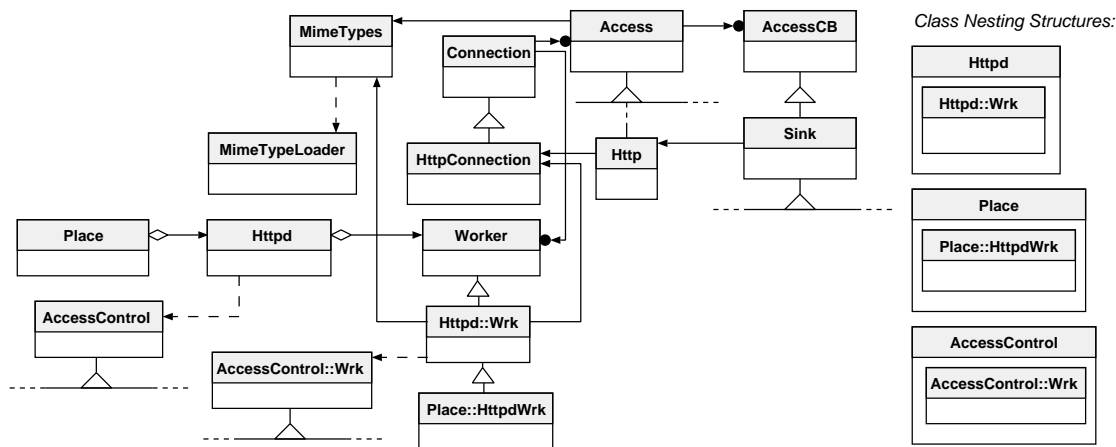 MimeTypes
Connection
Access
AccessCB
MimeTypeLoader
HttpConnection
Http
Sink
Place
Httpd
Worker
AccessControl
Httpd::Wrk
AccessControl::Wrk
Place::HttpdWrk
Class Nesting Structures:
Httpd
Httpd::Wrk
Place
Place::HttpdWrk
AccessControl
AccessControl::Wrk